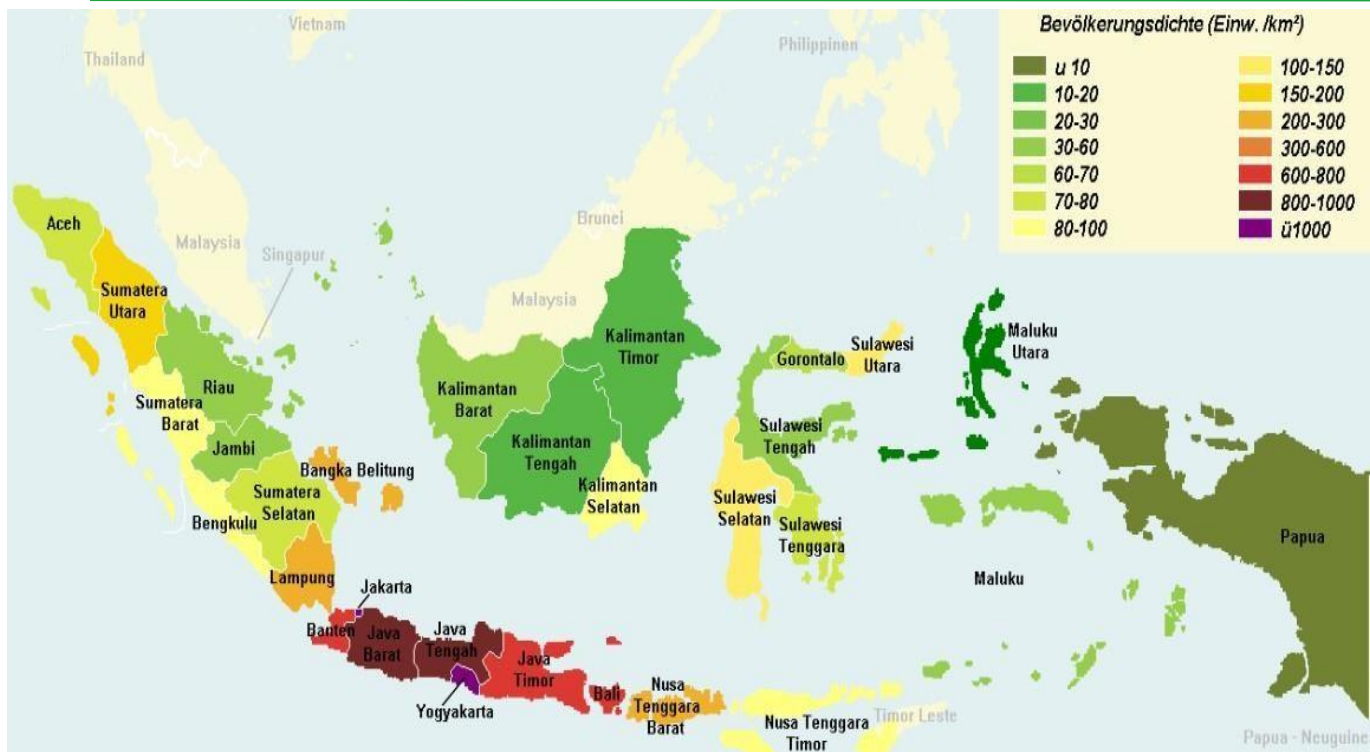 Bevölkerungsdichte (Einw. /km²)
u 10
10-20
20-30
30-60
60-70
70-80
80-100
100-150
150-200
200-300
300-600
600-800
800-1000
ü1000
Vietnam
Thailand
Philippinen
Malaysia
Singapur
Brunei
Malaysia
Aceh
Sumatera
Utara
Riau
Sumatera
Barat
Jambi
Bangka Belitung
Sumatera
Selatan
Bengkulu
Lampung
Kalimantan
Timor
Kalimantan
Barat
Kalimantan
Tengah
Kalimantan
Selatan
Gorontalo
Sulawesi
Utara
Sulawesi
Tengah
Sulawesi
Selatan
Sulawesi
Tenggara
Maluku
Utara
Maluku
Papua
Jakarta
Banten
Java
Barat
Java
Tengah
Yogyakarta
Java
Timor
Bali
Nusa
Tenggara
Barat
Nusa Tenggara
Timor
Timor Leste
Papua - Neuguine